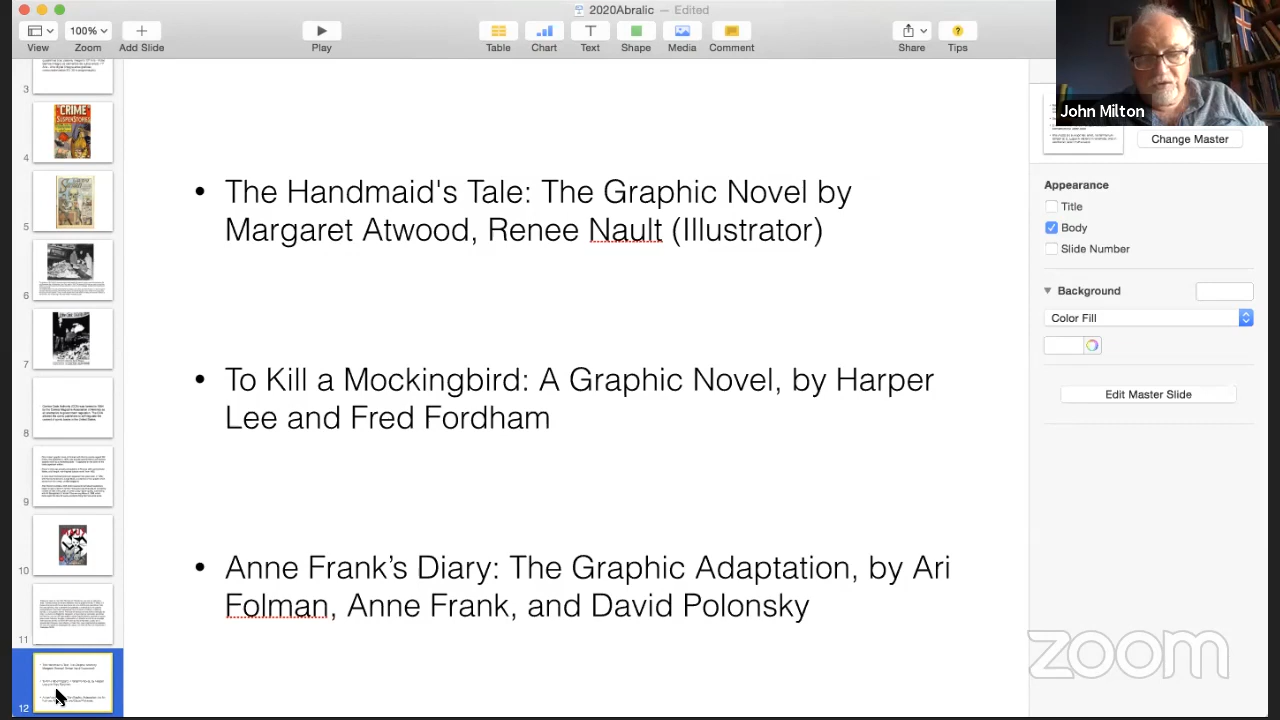 2020Abralic — Edited
100%
View
Zoom
Add Slide
Play
Table
Chart
Text
Shape
Media
Comment
Share
Tips
John Milton
3
4
CRIME
SUSPENSTORIES
5
6
7
8
9
10
11
12
• The Handmaid's Tale: The Graphic Novel by
Margaret Atwood, Renee Nault (Illustrator)
• To Kill a Mockingbird: A Graphic Novel, by Harper
Lee and Fred Fordham
• Anne Frank’s Diary: The Graphic Adaptation, by Ari
Folman, Anne Frank, and David Polonsky
Change Master
Appearance
Title
Body
Slide Number
Background
Color Fill
Edit Master Slide
zoom